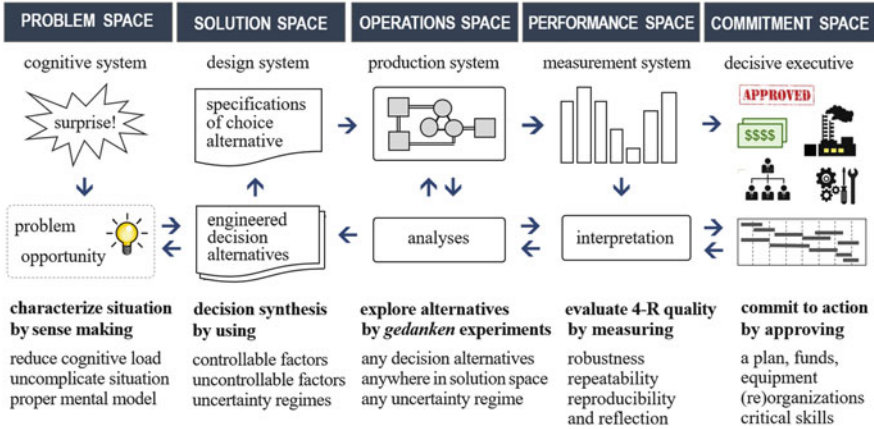 PROBLEM SPACE
SOLUTION SPACE
OPERATIONS SPACE
PERFORMANCE SPACE
COMMITMENT SPACE
cognitive system
design system
production system
measurement system
decisive executive
surprise!
specifications
of choice
alternative
APPROVED
$$$$
problem
opportunity
engineered
decision
alternatives
analyses
interpretation
characterize situation
by sense making
reduce cognitive load
uncomplicate situation
proper mental model
decision synthesis
by using
controllable factors
uncontrollable factors
uncertainty regimes
explore alternatives
by gedanken experiments
any decision alternatives
anywhere in solution space
any uncertainty regime
evaluate 4-R quality
by measuring
robustness
repeatability
reproducibility
and reflection
commit to action
by approving
a plan, funds,
equipment
(re)organizations
critical skills